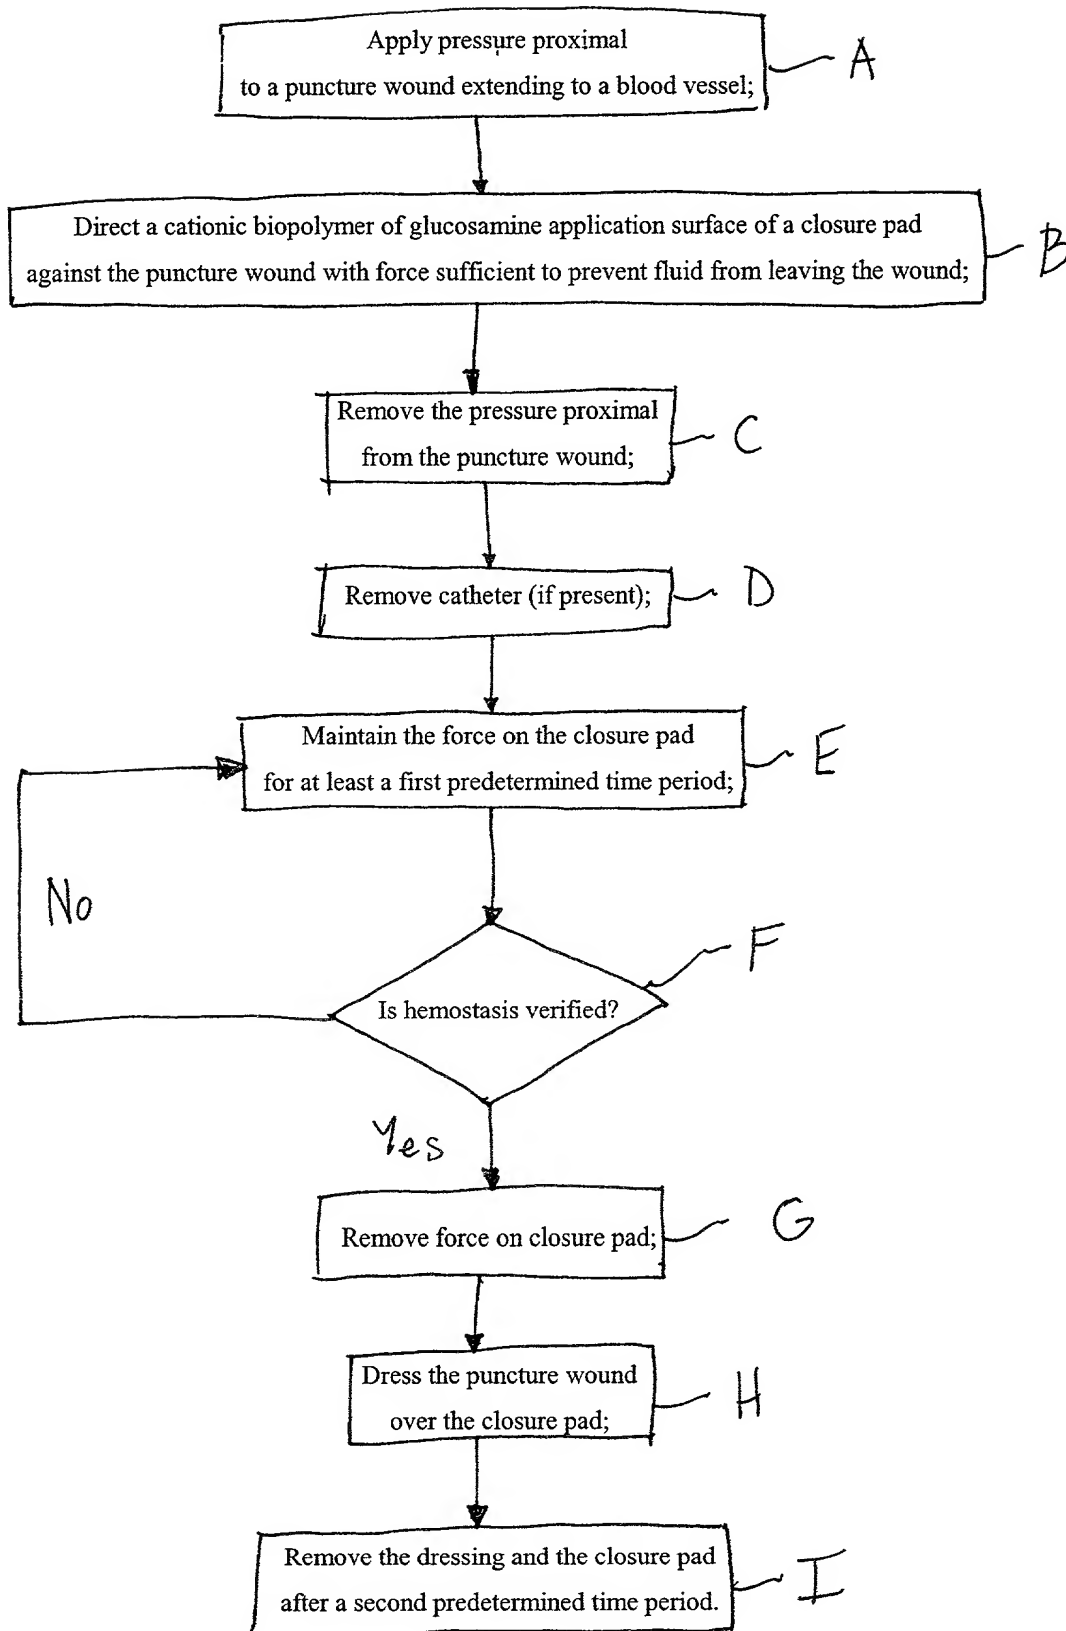 Apply pressure proximal
to a puncture wound extending to a blood vessel;
A
Direct a cationic biopolymer of glucosamine application surface of a closure pad
against the puncture wound with force sufficient to prevent fluid from leaving the wound;
B
Remove the pressure proximal
from the puncture wound;
C
Remove catheter (if present);
D
Maintain the force on the closure pad
for at least a first predetermined time period;
E
No
Is hemostasis verified?
F
Yes
Remove force on closure pad;
G
Dress the puncture wound
over the closure pad;
H
Remove the dressing and the closure pad
after a second predetermined time period.
I